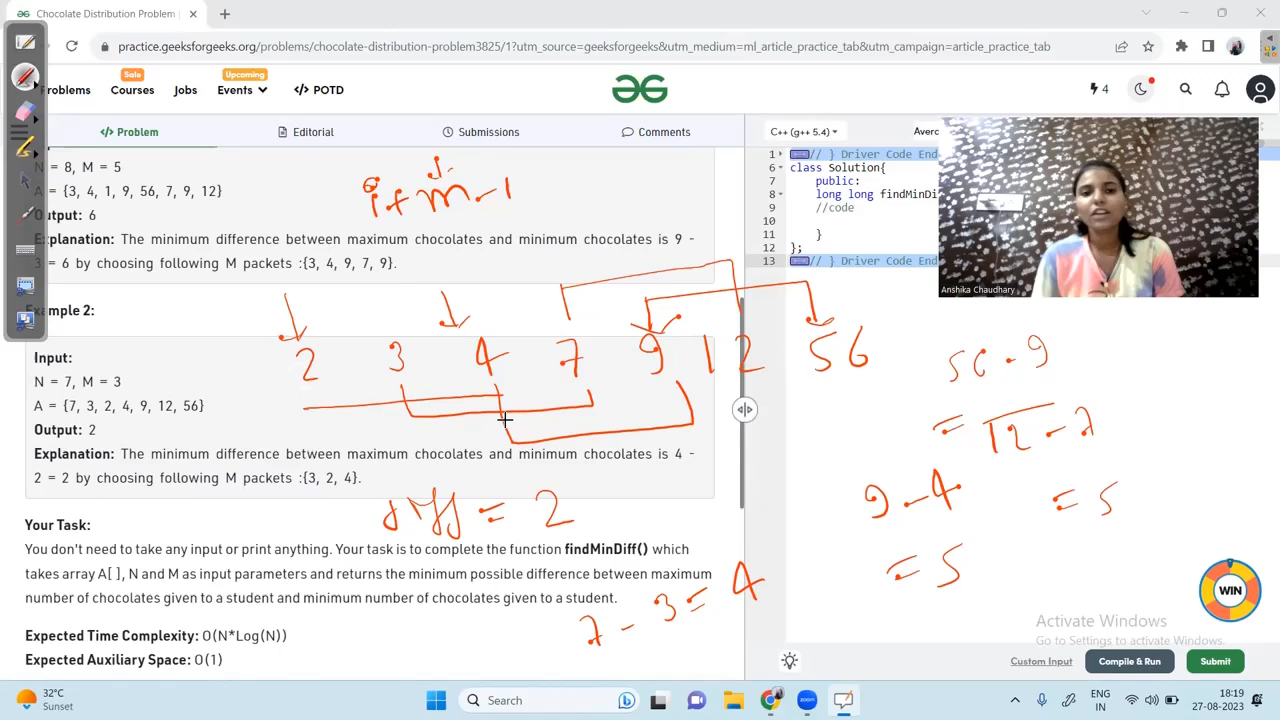 Chocolate Distribution Problem
practice.geeksforgeeks.org/problems/chocolate-distribution-problem3825/1?utm_source=geeksforgeeks&utm_medium=ml_article_practice_tab&utm_campaign=article_practice_tab
Sale
Upcoming
oblems Courses Jobs Events </> POTD
4
</> Problem Editorial Submissions Comments
C++ (g++ 5.4) Averag
N = 8, M = 5
A = {3, 4, 1, 9, 56, 7, 9, 12}
Output: 6
Explanation: The minimum difference between maximum chocolates and minimum chocolates is 9 -
3 = 6 by choosing following M packets :{3, 4, 9, 7, 9}.
i + m - 1
1 // } Driver Code End
6 class Solution{
7 public:
8 long long findMinDi
9 //code
10
11 }
12 };
13 // } Driver Code End
Anshika Chaudhary
Example 2:
2 3 4 7 9 12 56
Input:
N = 7, M = 3
A = {7, 3, 2, 4, 9, 12, 56}
Output: 2
Explanation: The minimum difference between maximum chocolates and minimum chocolates is 4 -
2 = 2 by choosing following M packets :{3, 2, 4}.
diff = 2
56 - 9
= 12 - 7
= 5
9 - 4
= 5
7 - 3 = 4
Your Task:
You don't need to take any input or print anything. Your task is to complete the function findMinDiff() which
takes array A[ ], N and M as input parameters and returns the minimum possible difference between maximum
number of chocolates given to a student and minimum number of chocolates given to a student.
Expected Time Complexity: O(N*Log(N))
Expected Auxiliary Space: O(1)
WIN
Activate Windows
Go to Settings to activate Windows.
Custom Input Compile & Run Submit
32°C
Sunset
Search
ENG
IN
18:19
27-08-2023